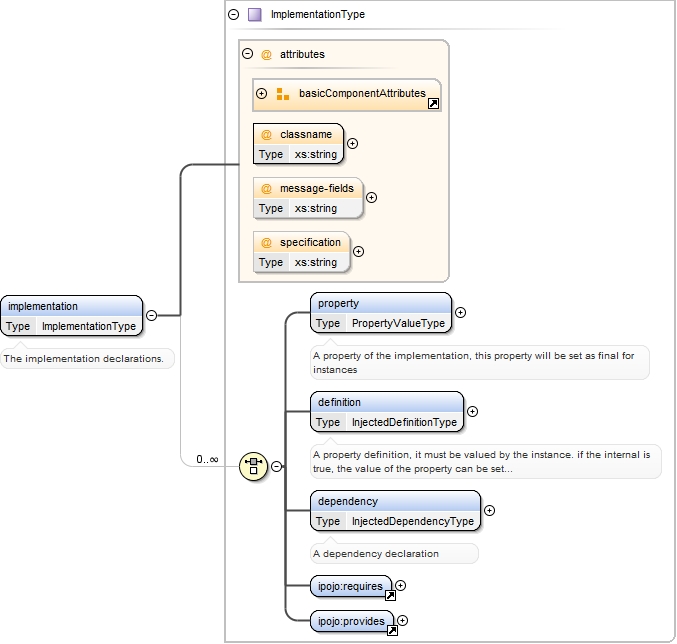 ImplementationType
@ attributes
basicComponentAttributes
@ classname
Type xs:string
@ message-fields
Type xs:string
@ specification
Type xs:string
implementation
Type ImplementationType
The implementation declarations.
property
Type PropertyValueType
A property of the implementation, this property will be set as final for
instances
definition
Type InjectedDefinitionType
A property definition, it must be valued by the instance. if the internal is
true, the value of the property can be set...
0..∞
dependency
Type InjectedDependencyType
A dependency declaration
ipojo:requires
ipojo:provides